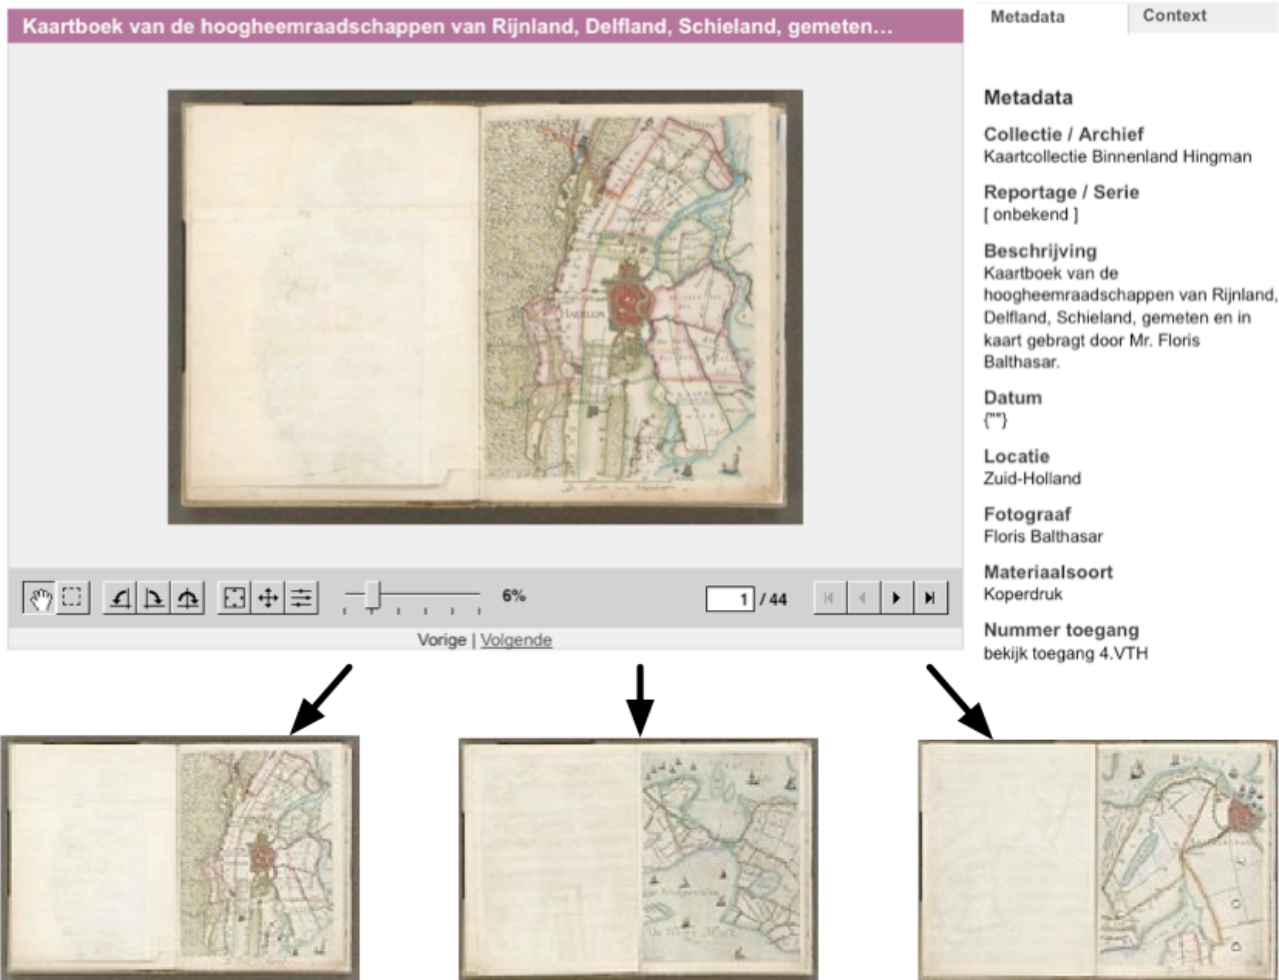 Kaartboek van de hoogheemraadschappen van Rijnland, Delfland, Schieland, gemeten...
HAERLEM
6%
1 / 44
Vorige | Volgende
Metadata
Context
Metadata
Collectie / Archief
Kaartcollectie Binnenland Hingman
Reportage / Serie
[ onbekend ]
Beschrijving
Kaartboek van de
hoogheemraadschappen van Rijnland,
Delfland, Schieland, gemeten en in
kaart gebragt door Mr. Floris
Balthasar.
Datum
{""}
Locatie
Zuid-Holland
Fotograaf
Floris Balthasar
Materiaalsoort
Koperdruk
Nummer toegang
bekijk toegang 4.VTH